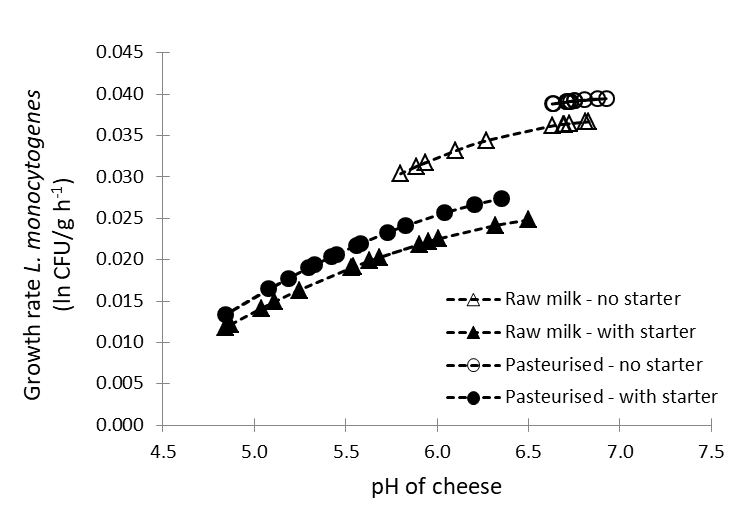 Growth rate L. monocytogenes
(ln CFU/g h-1)
0.045
0.040
0.035
0.030
0.025
0.020
0.015
0.010
0.005
0.000
Raw milk - no starter
Raw milk - with starter
Pasteurised - no starter
Pasteurised - with starter
4.5 5.0 5.5 6.0 6.5 7.0 7.5
pH of cheese